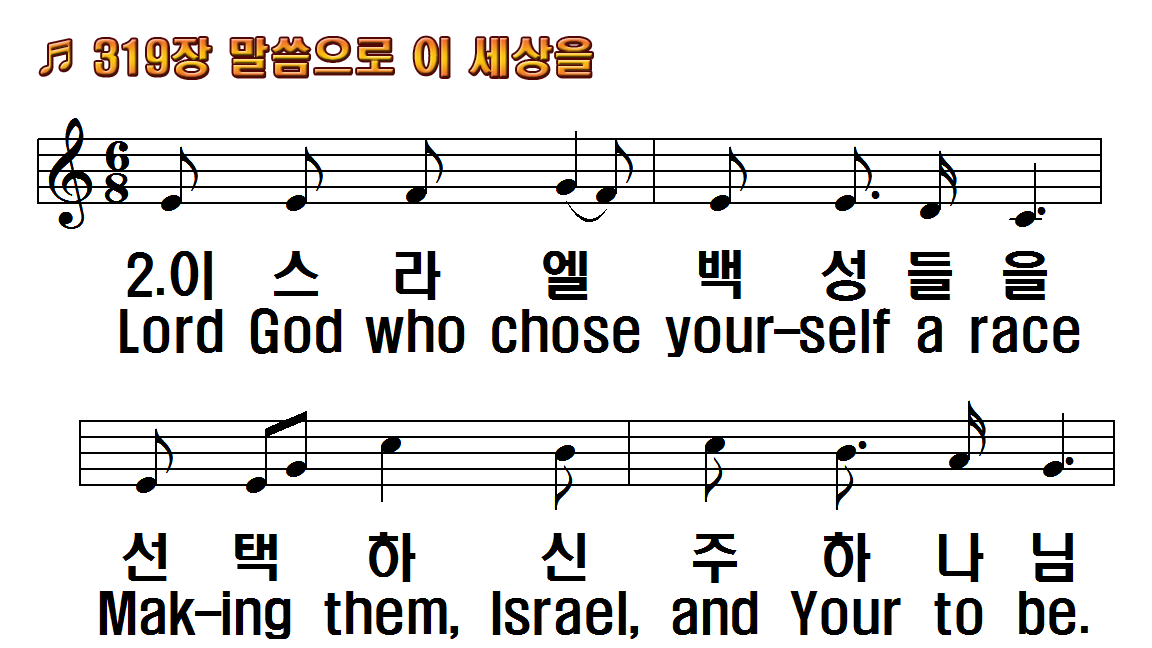 ♬ 319장 말씀으로 이 세상을
6
8
2.이 스 라 엘 백 성 들 을
Lord God who chose your-self a race
선 택 하 신 주 하 나 님
Mak-ing them, Israel, and Your to be.